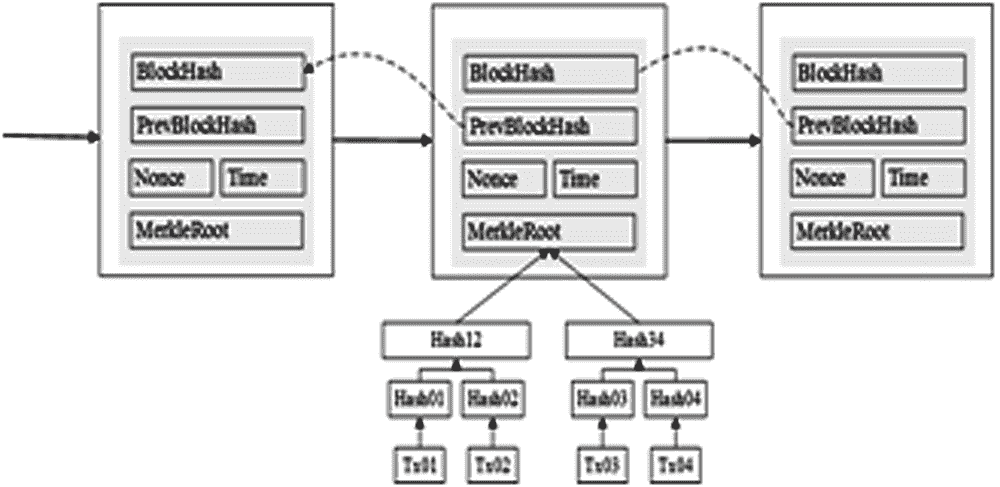 BlockHash BlockHash BlockHash
PrevBlockHash PrevBlockHash PrevBlockHash
Nonce Time Nonce Time Nonce Time
MerkleRoot MerkleRoot MerkleRoot
Hash12 Hash34
Hash01 Hash02 Hash03 Hash04
Tx01 Tx02 Tx03 Tx04